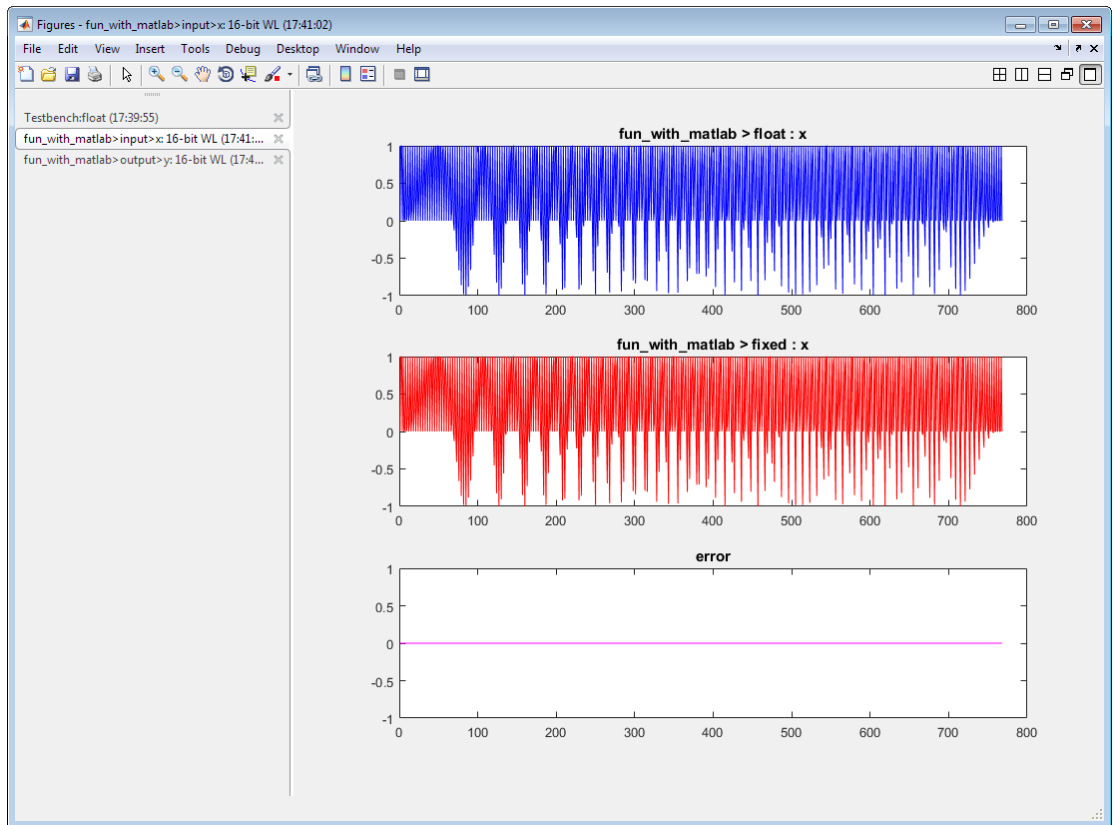 Figures - fun_with_matlab>input>x: 16-bit WL (17:41:02)
File Edit View Insert Tools Debug Desktop Window Help
Testbench:float (17:39:55)
fun_with_matlab>input>x: 16-bit WL (17:41:...
fun_with_matlab>output>y: 16-bit WL (17:4...
fun_with_matlab > float : x
1
0.5
0
-0.5
-1
0 100 200 300 400 500 600 700 800
fun_with_matlab > fixed : x
1
0.5
0
-0.5
-1
0 100 200 300 400 500 600 700 800
error
1
0.5
0
-0.5
-1
0 100 200 300 400 500 600 700 800